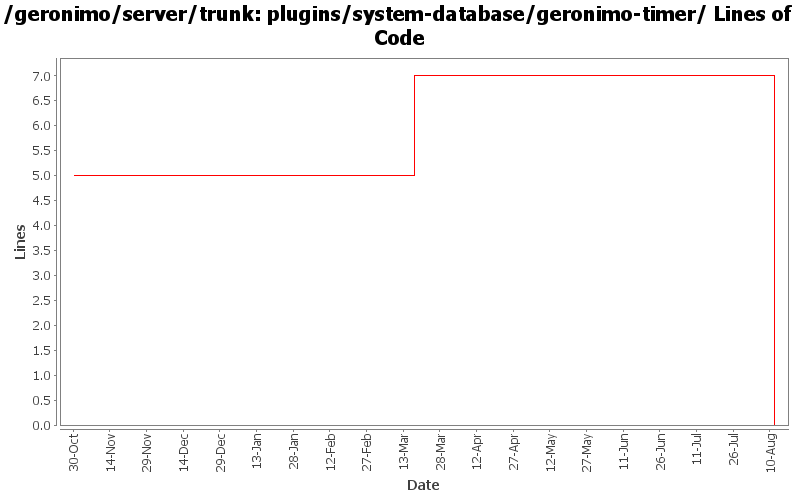 /geronimo/server/trunk: plugins/system-database/geronimo-timer/ Lines of
Code
7.0
6.5
6.0
5.5
5.0
4.5
4.0
3.5
3.0
2.5
2.0
1.5
1.0
0.5
0.0
Lines
30-Oct
14-Nov
29-Nov
14-Dec
29-Dec
13-Jan
28-Jan
12-Feb
27-Feb
13-Mar
28-Mar
12-Apr
27-Apr
12-May
27-May
11-Jun
26-Jun
11-Jul
26-Jul
10-Aug
Date